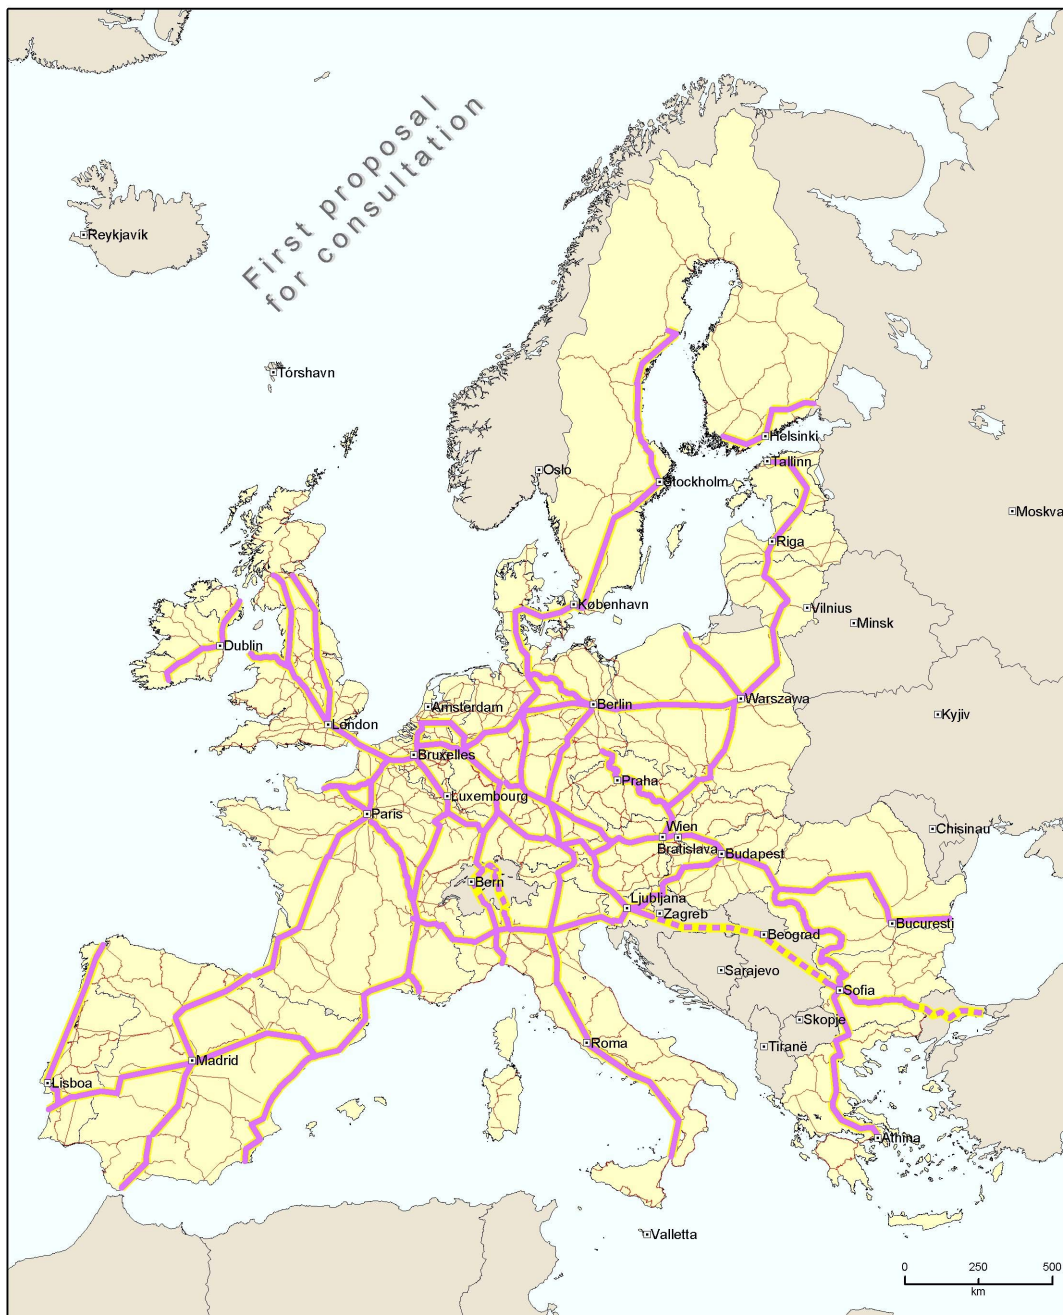 First proposal
for consultation
Reykjavík
Tórshavn
Helsinki
Tallinn
Oslo
Stockholm
Moskva
Riga
København
Vilnius
Minsk
Dublin
Warszawa
Berlin
Amsterdam
Kyjiv
London
Bruxelles
Praha
Luxembourg
Paris
Wien
Chisinau
Bratislava
Budapest
Bern
Ljubljana
Zagreb
Bucuresti
Beograd
Sarajevo
Sofia
Skopje
Roma
Tiranë
Madrid
Lisboa
Athina
Valletta
0 250 500
km